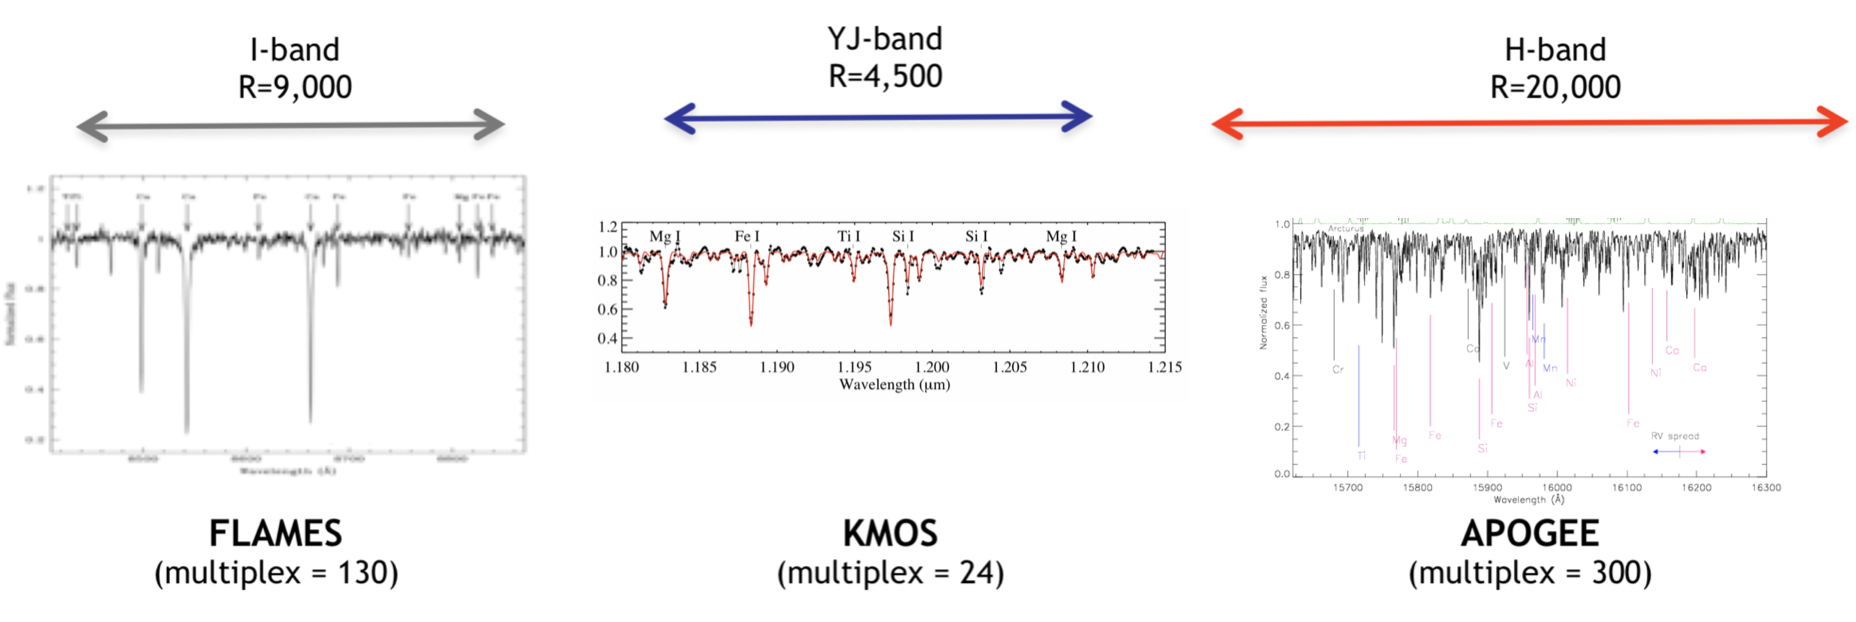 I-band
R=9,000
YJ-band
R=4,500
H-band
R=20,000
1.2
1.0
0.8
0.6
0.4
Mg I
Fe I
Ti I
Si I
Si I
Mg I
1.180 1.185 1.190 1.195 1.200 1.205 1.210 1.215
Wavelength (μm)
1.0
0.8
0.6
0.4
0.2
0.0
Normalized flux
Arcturus
Cr
Ti
Mg
Fe
Fe
Si
Fe
V
Mn
Al
Si
Mn
Ni
Fe
Ni
RV spread
15700 15800 15900 16000 16100 16200 16300
Wavelength (Å)
FLAMES
(multiplex = 130)
KMOS
(multiplex = 24)
APOGEE
(multiplex = 300)